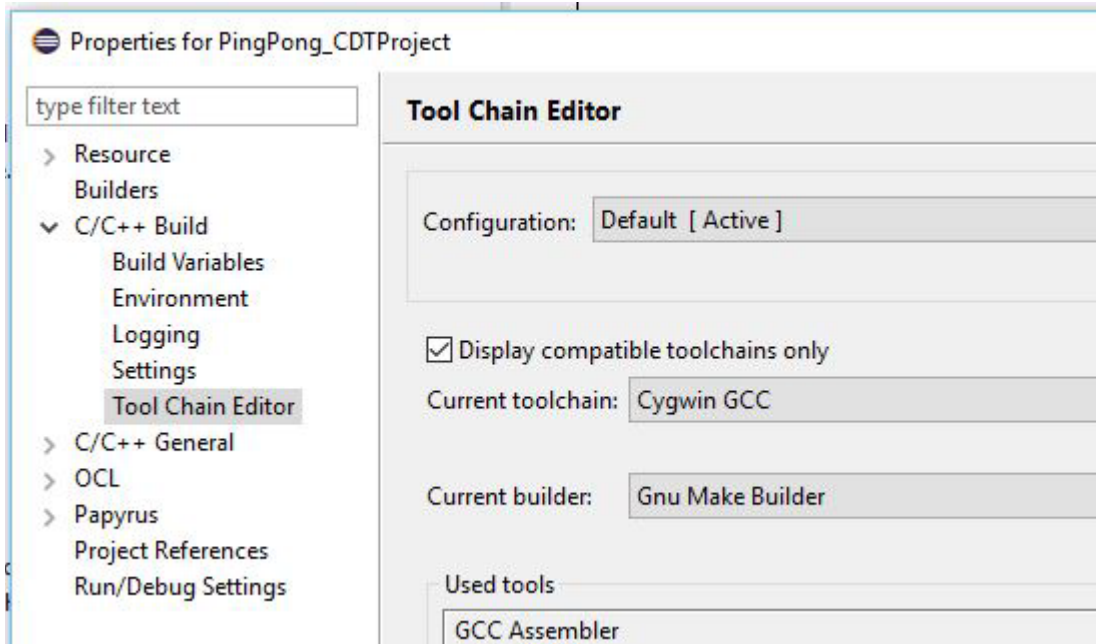 Properties for PingPong_CDTProject
type filter text
Resource
Builders
C/C++ Build
Build Variables
Environment
Logging
Settings
Tool Chain Editor
C/C++ General
OCL
Papyrus
Project References
Run/Debug Settings
Tool Chain Editor
Configuration: Default [ Active ]
Display compatible toolchains only
Current toolchain: Cygwin GCC
Current builder: Gnu Make Builder
Used tools
GCC Assembler